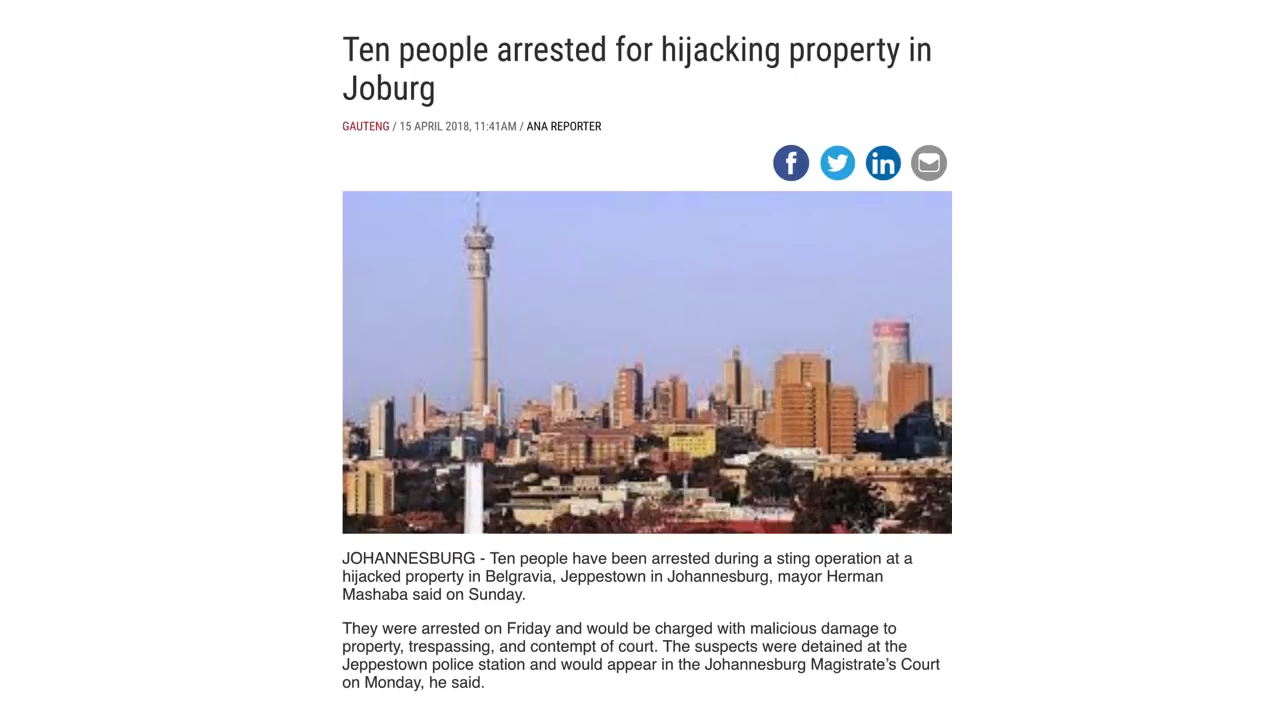 Ten people arrested for hijacking property in
Joburg
GAUTENG / 15 APRIL 2018, 11:41AM / ANA REPORTER
JOHANNESBURG - Ten people have been arrested during a sting operation at a
hijacked property in Belgravia, Jeppestown in Johannesburg, mayor Herman
Mashaba said on Sunday.
They were arrested on Friday and would be charged with malicious damage to
property, trespassing, and contempt of court. The suspects were detained at the
Jeppestown police station and would appear in the Johannesburg Magistrate’s Court
on Monday, he said.